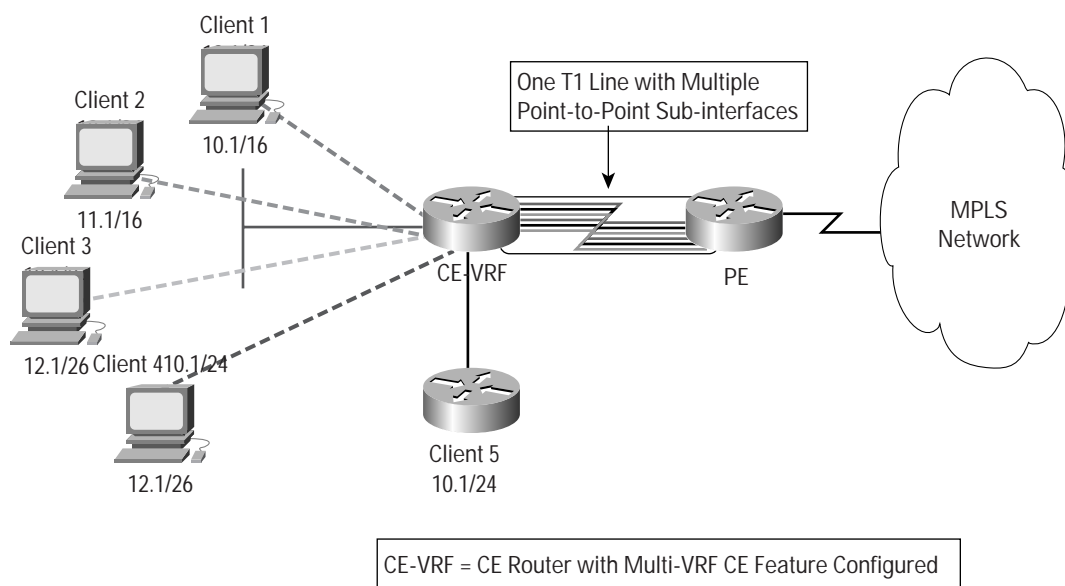 Client 1
10.1/16
Client 2
11.1/16
Client 3
12.1/26
Client 410.1/24
12.1/26
One T1 Line with Multiple
Point-to-Point Sub-interfaces
CE-VRF
PE
MPLS
Network
Client 5
10.1/24
CE-VRF = CE Router with Multi-VRF CE Feature Configured